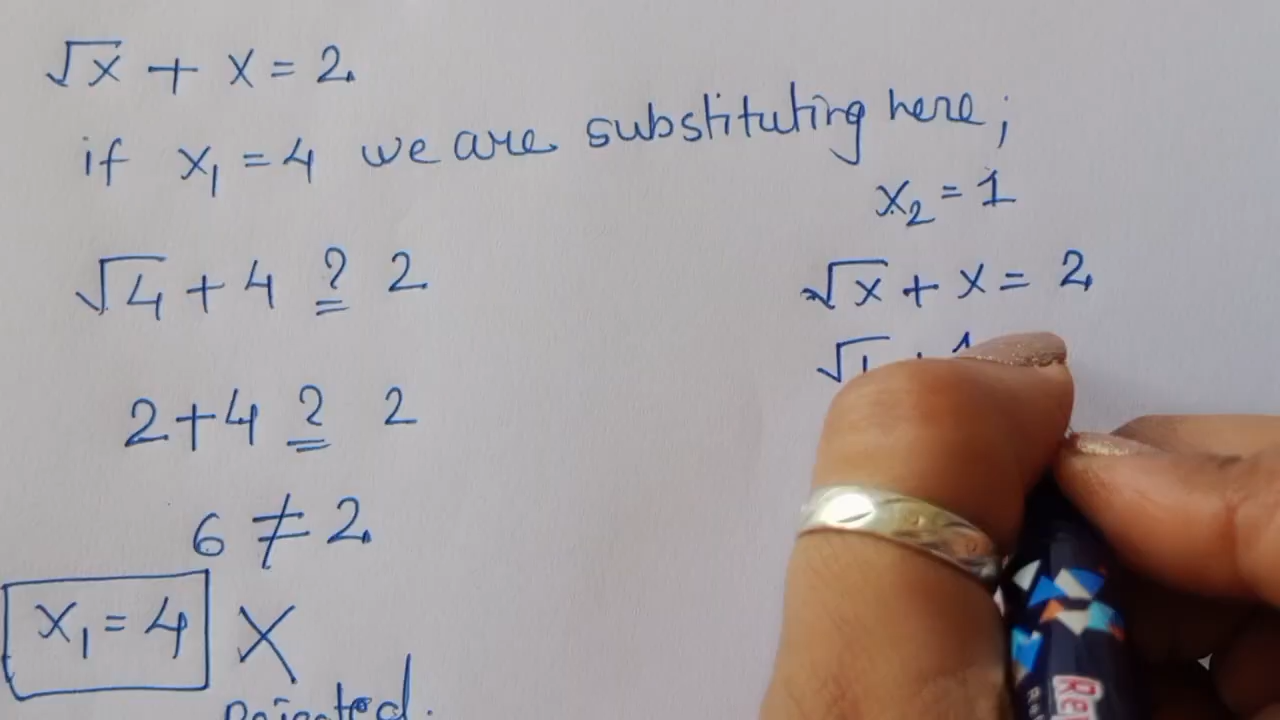 √x + x = 2
if x₁ = 4 we are substituting here;
√4 + 4 ≟ 2
2 + 4 ≟ 2
6 ≠ 2
x₁ = 4 X
x₂ = 1
√x + x = 2